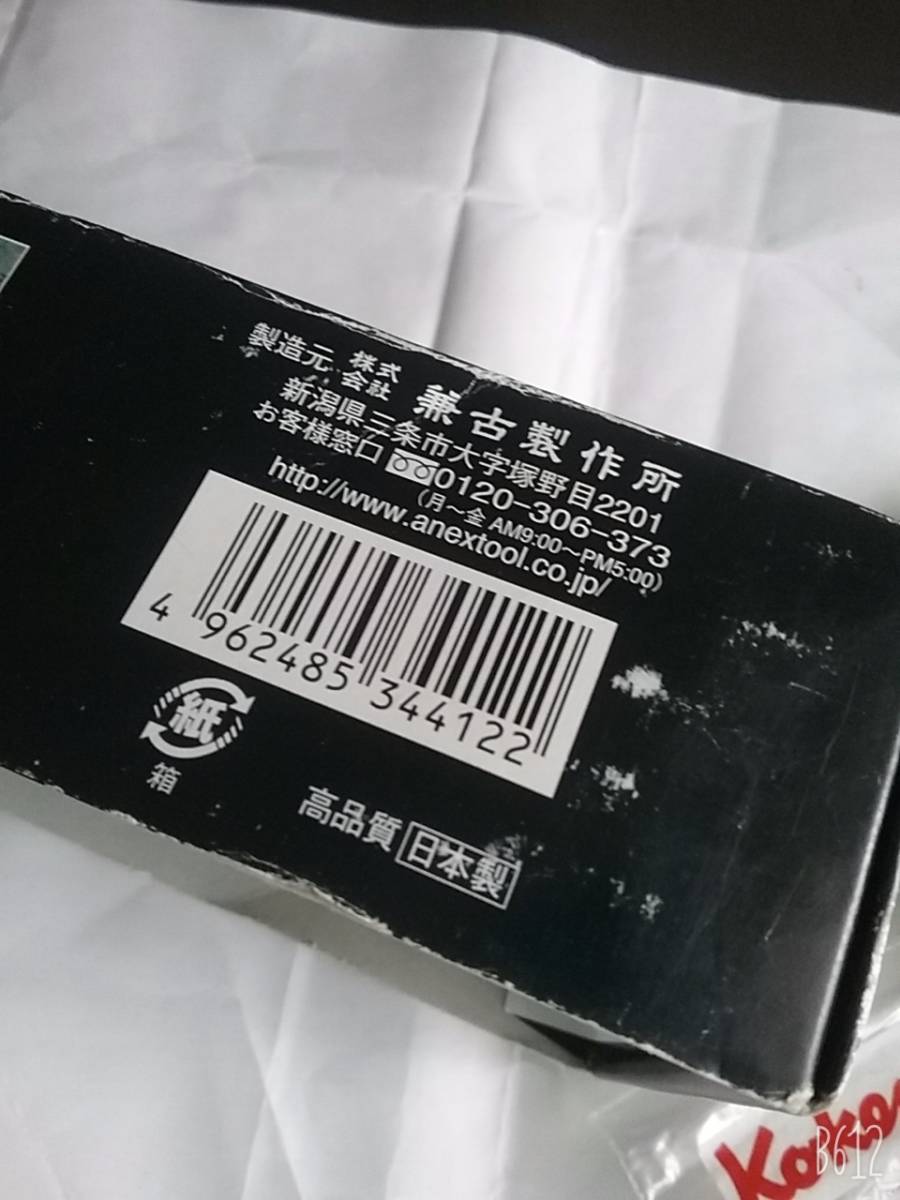 製造元 株式会社 兼古製作所
新潟県三条市大字塚野目2201
お客様窓口 0120-306-373
(月〜金 AM9:00〜PM5:00)
http://www.anextool.co.jp/
4 962485 344122
紙
箱
高品質 日本製
B612